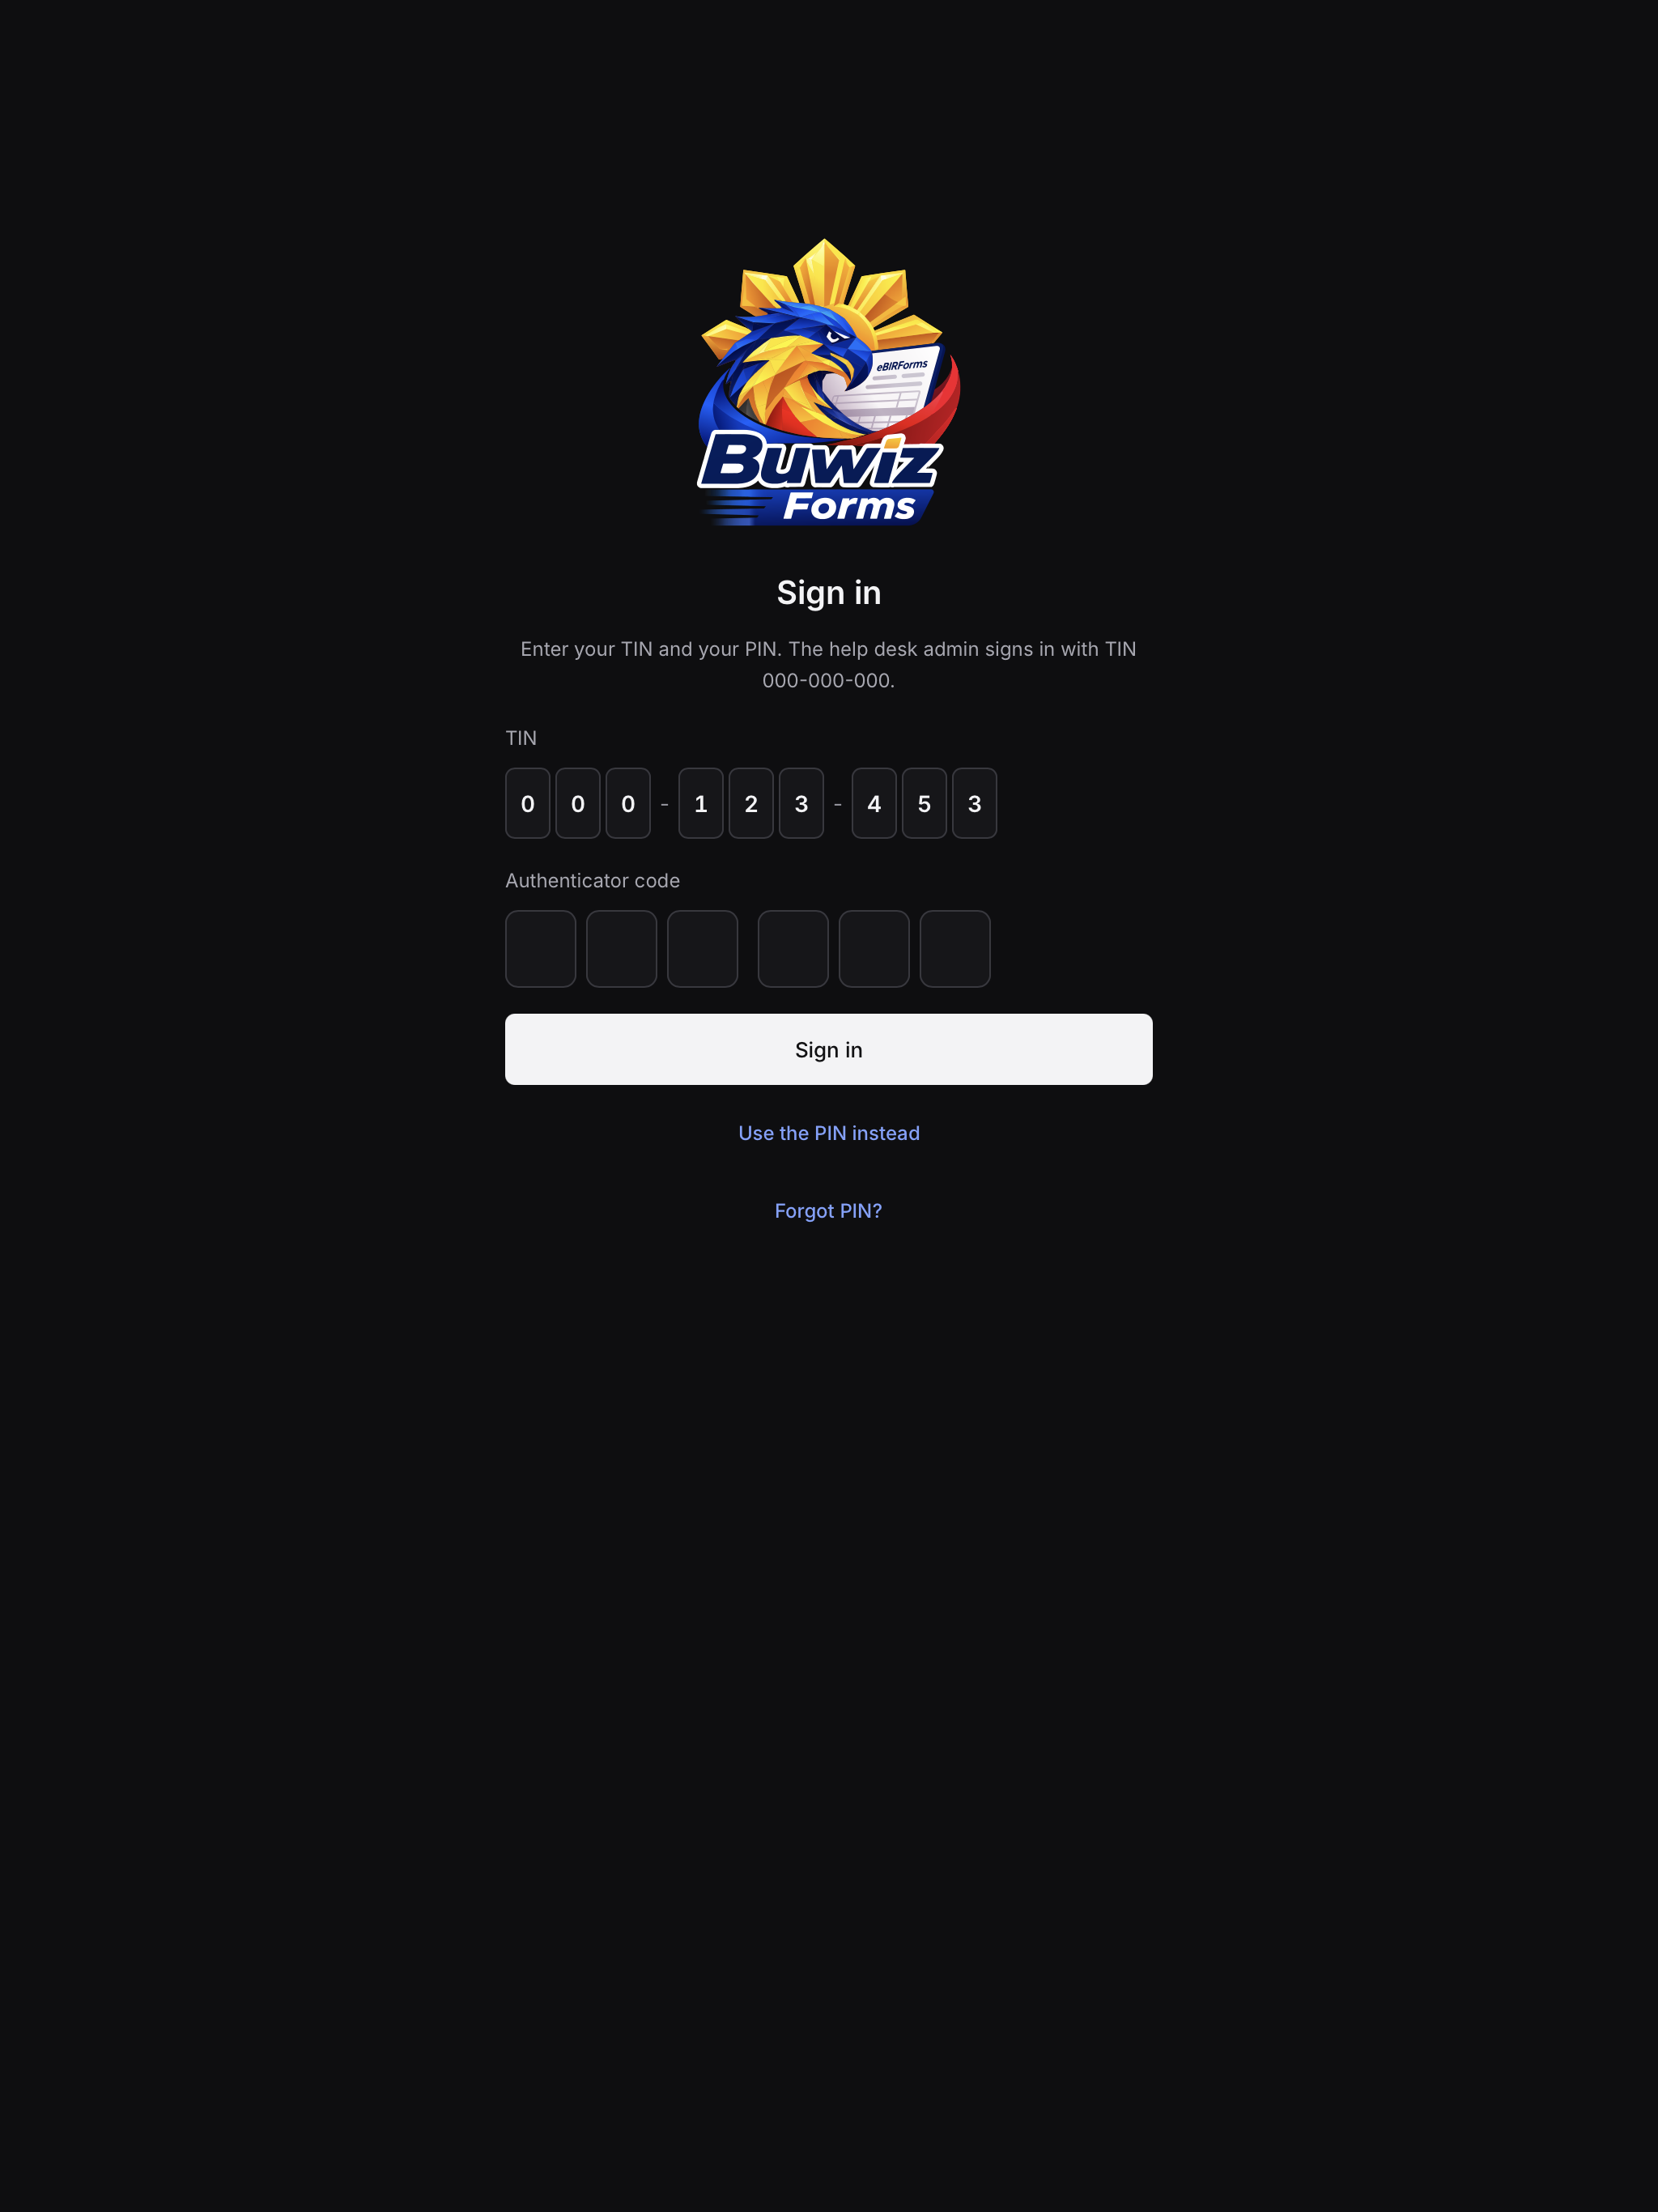 eBIRForms
Buwiz
Forms
Sign in
Enter your TIN and your PIN. The help desk admin signs in with TIN
000-000-000.
TIN
0 0 0 - 1 2 3 - 4 5 3
Authenticator code
Sign in
Use the PIN instead
Forgot PIN?